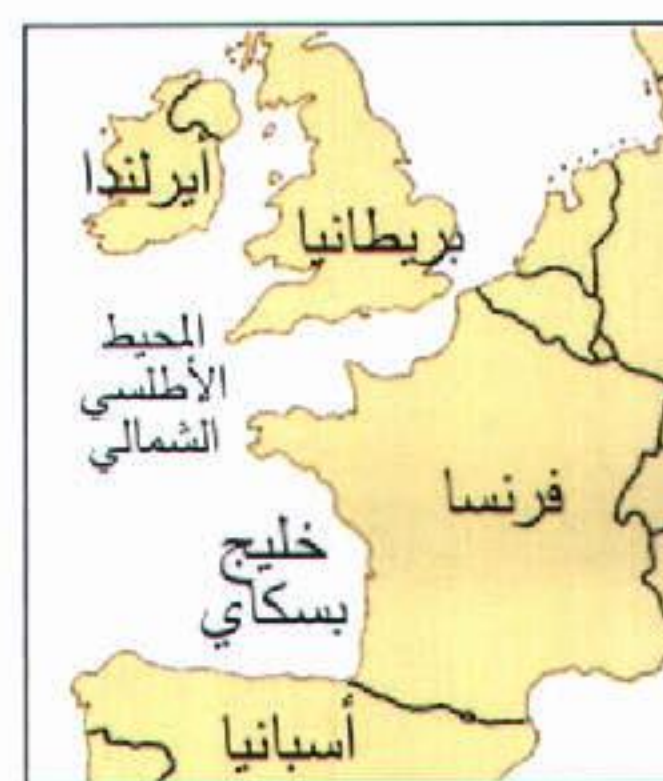 أيرلندا
بريطانيا
المحيط
الأطلسي
الشمالي
فرنسا
خليج
بسكاي
أسبانيا